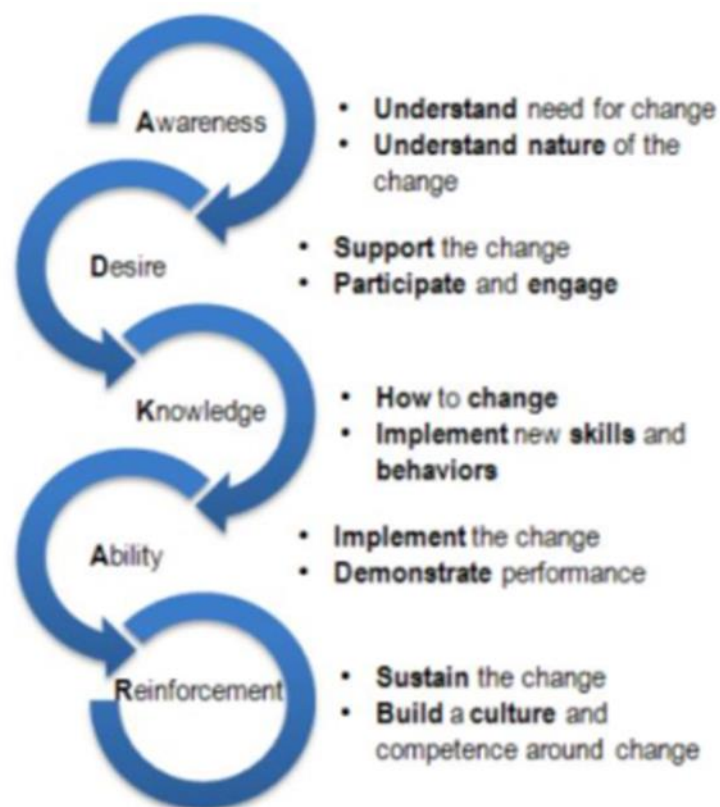 Awareness
• Understand need for change
• Understand nature of the
change
Desire
• Support the change
• Participate and engage
Knowledge
• How to change
• Implement new skills and
behaviors
Ability
• Implement the change
• Demonstrate performance
Reinforcement
• Sustain the change
• Build a culture and
competence around change